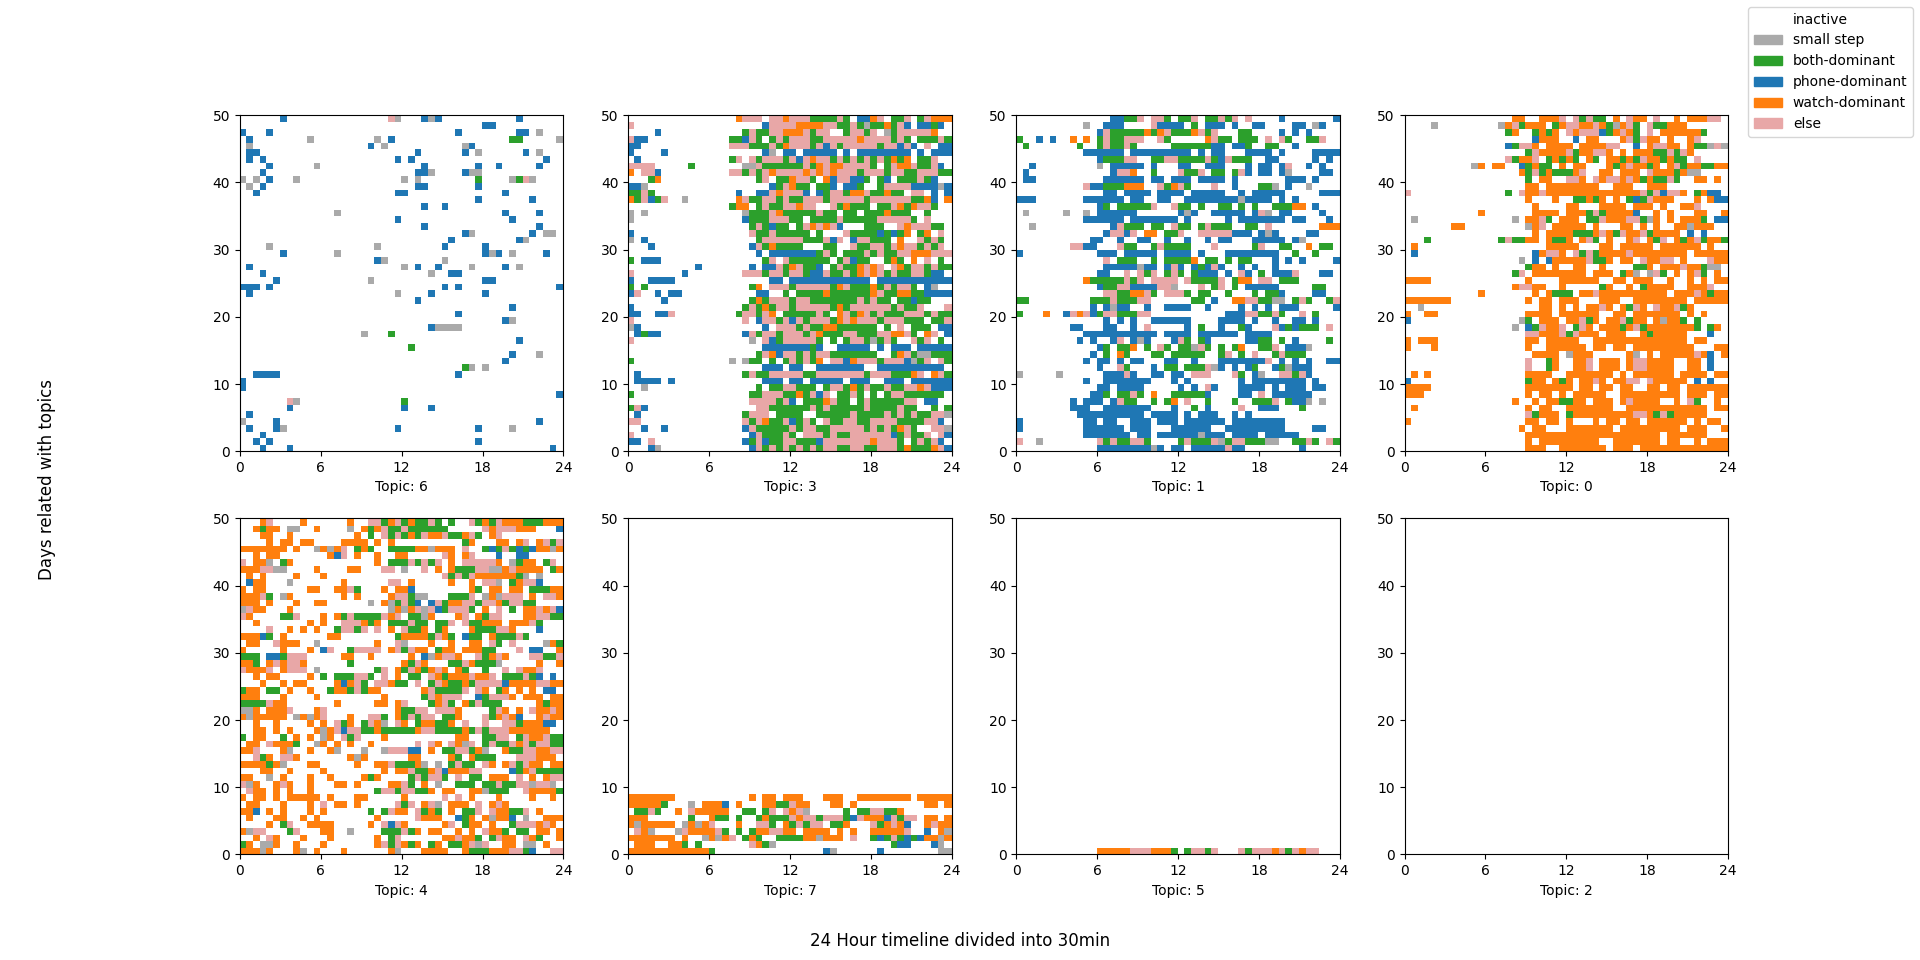 inactive
small step
both-dominant
phone-dominant
watch-dominant
else
50
40
30
20
10
0
0 6 12 18 24
Topic: 6
50
40
30
20
10
0
0 6 12 18 24
Topic: 3
50
40
30
20
10
0
0 6 12 18 24
Topic: 1
50
40
30
20
10
0
0 6 12 18 24
Topic: 0
Days related with topics
50
40
30
20
10
0
0 6 12 18 24
Topic: 4
50
40
30
20
10
0
0 6 12 18 24
Topic: 7
50
40
30
20
10
0
0 6 12 18 24
Topic: 5
50
40
30
20
10
0
0 6 12 18 24
Topic: 2
24 Hour timeline divided into 30min